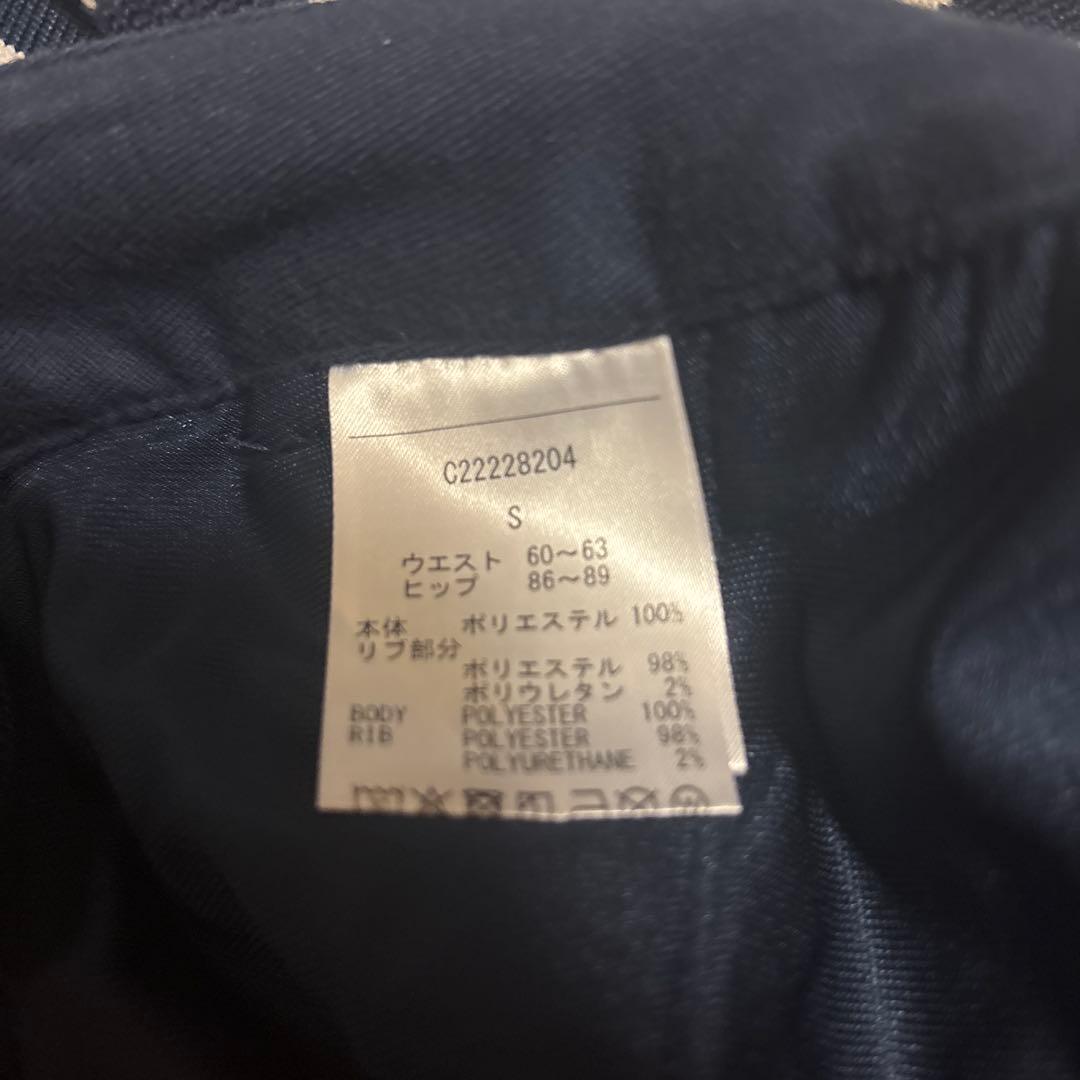 C22228204
S
ウエスト 60～63
ヒップ 86～89
本体 ポリエステル 100%
リブ部分
ポリエステル 98%
ポリウレタン 2%
BODY POLYESTER 100%
RIB POLYESTER 98%
POLYURETHANE 2%